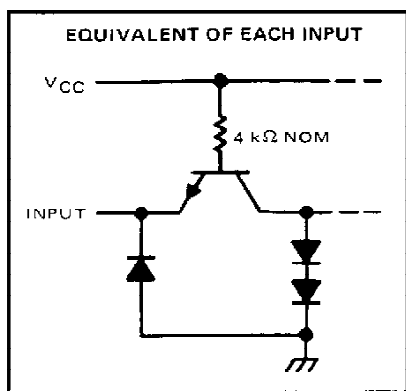 EQUIVALENT OF EACH INPUT
VCC
4 kΩ NOM
INPUT